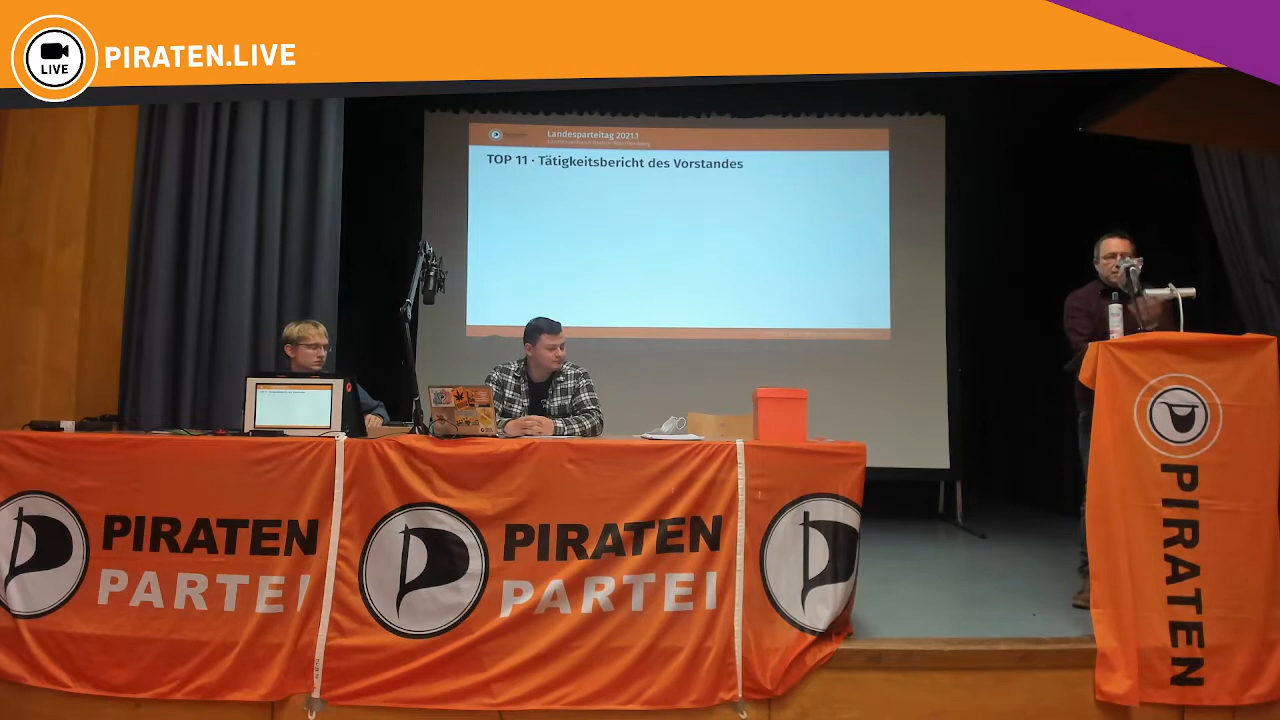 LIVE
PIRATEN.LIVE
Landesparteitag 2021.1
TOP 11 · Tätigkeitsbericht des Vorstandes
PIRATEN
PARTEI
PIRATEN
PARTEI
PIRATEN